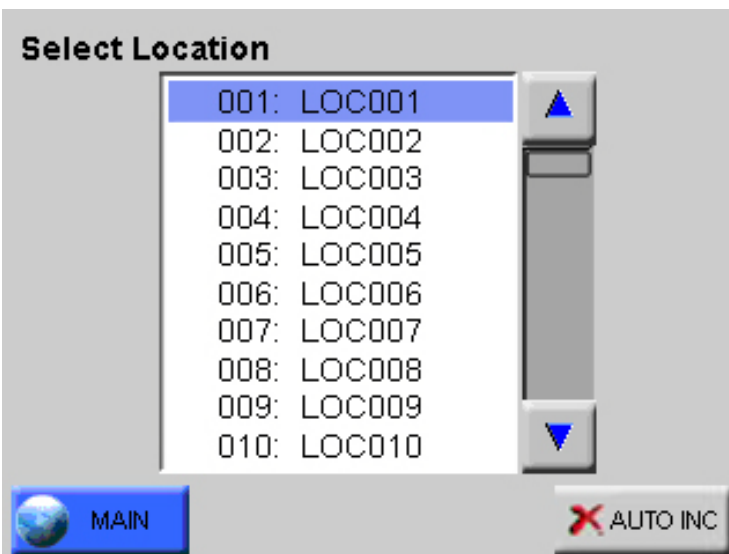 Select Location
001: LOC001
002: LOC002
003: LOC003
004: LOC004
005: LOC005
006: LOC006
007: LOC007
008: LOC008
009: LOC009
010: LOC010
MAIN
AUTO INC